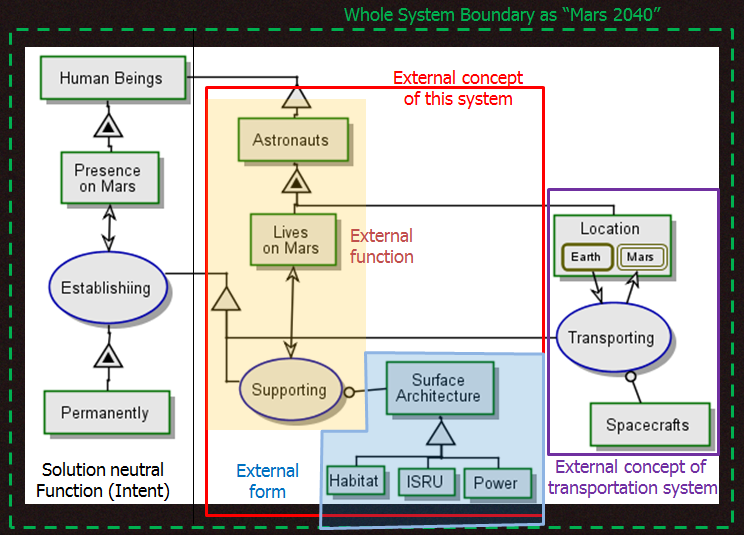 Whole System Boundary as “Mars 2040”
Human Beings
External concept
of this system
Astronauts
Presence
on Mars
Lives
on Mars
External
function
Location
Earth
Mars
Establishiing
Transporting
Supporting
Surface
Architecture
Permanently
Spacecrafts
Solution neutral
Function (Intent)
External
form
Habitat
ISRU
Power
External concept of
transportation system